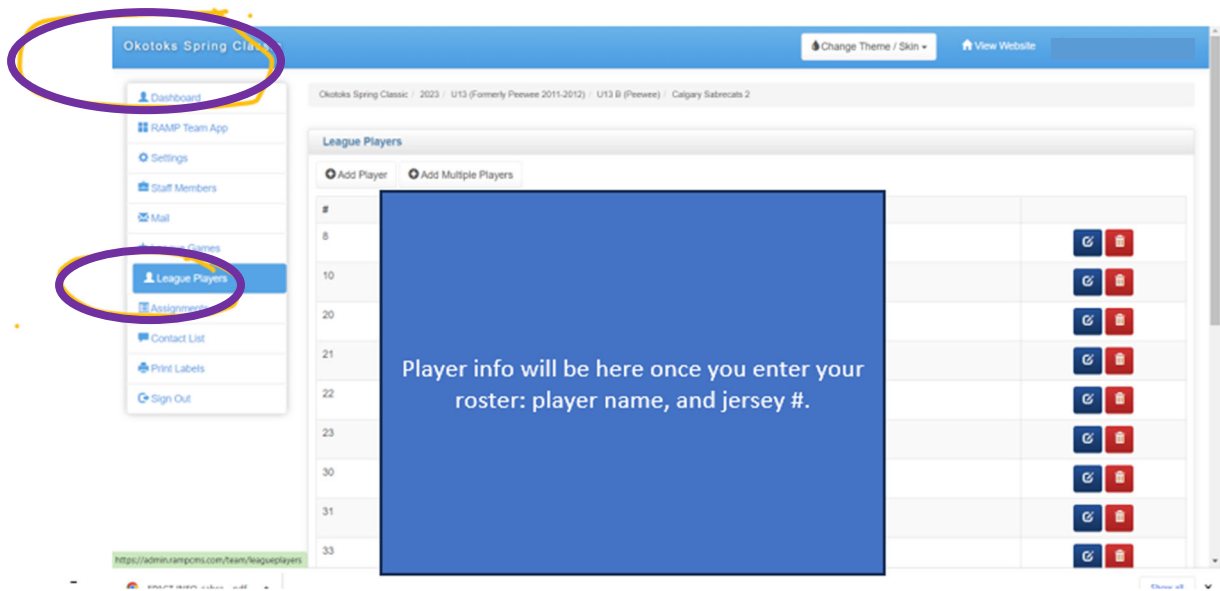 Okotoks Spring Classic
Change Theme / Skin
View Website
Dashboard
RAMP Team App
Settings
Staff Members
Mail
League Games
League Players
Assignments
Contact List
Print Labels
Sign Out
Okotoks Spring Classic / 2023 / U13 (Formerly Peewee 2011-2012) / U13 B (Peewee) / Calgary Sabrecats 2
League Players
Add Player Add Multiple Players
#
8
10
20
21
22
23
30
31
33
Player info will be here once you enter your
roster: player name, and jersey #.
https://admin.rampcms.com/team/leagueplayers
Show all